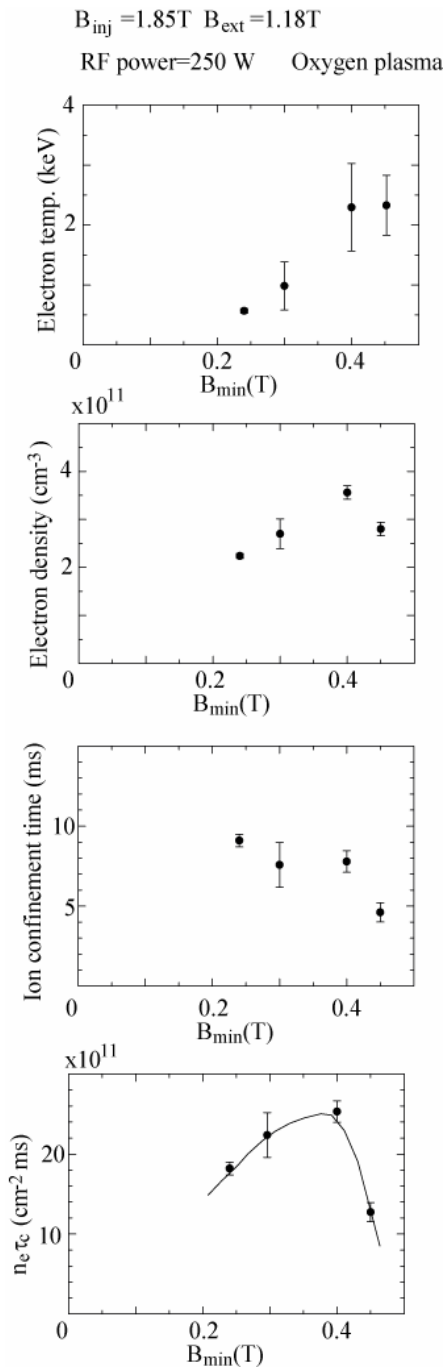 B_inj =1.85T B_ext =1.18T
RF power=250 W Oxygen plasma
4
2
Electron temp. (keV)
0 0.2 0.4
B_min(T)
x10^11
4
2
Electron density (cm^-3)
0 0.2 0.4
B_min(T)
10
5
Ion confinement time (ms)
0 0.2 0.4
B_min(T)
x10^11
20
10
n_e τ_c (cm^-2 ms)
0 0.2 0.4
B_min(T)